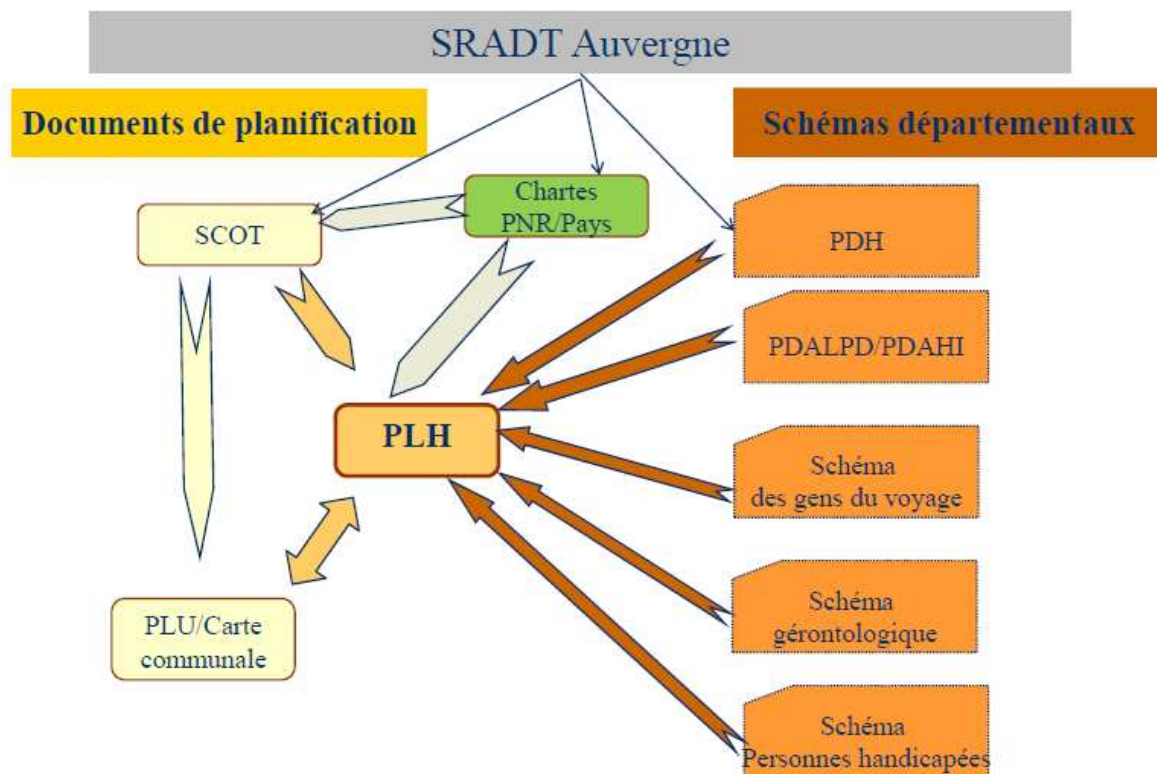 SRADT Auvergne
Documents de planification
Schémas départementaux
Chartes
PNR/Pays
SCOT
PDH
PDALPD/PDAHI
PLH
Schéma
des gens du voyage
PLU/Carte
communale
Schéma
gérontologique
Schéma
Personnes handicapées